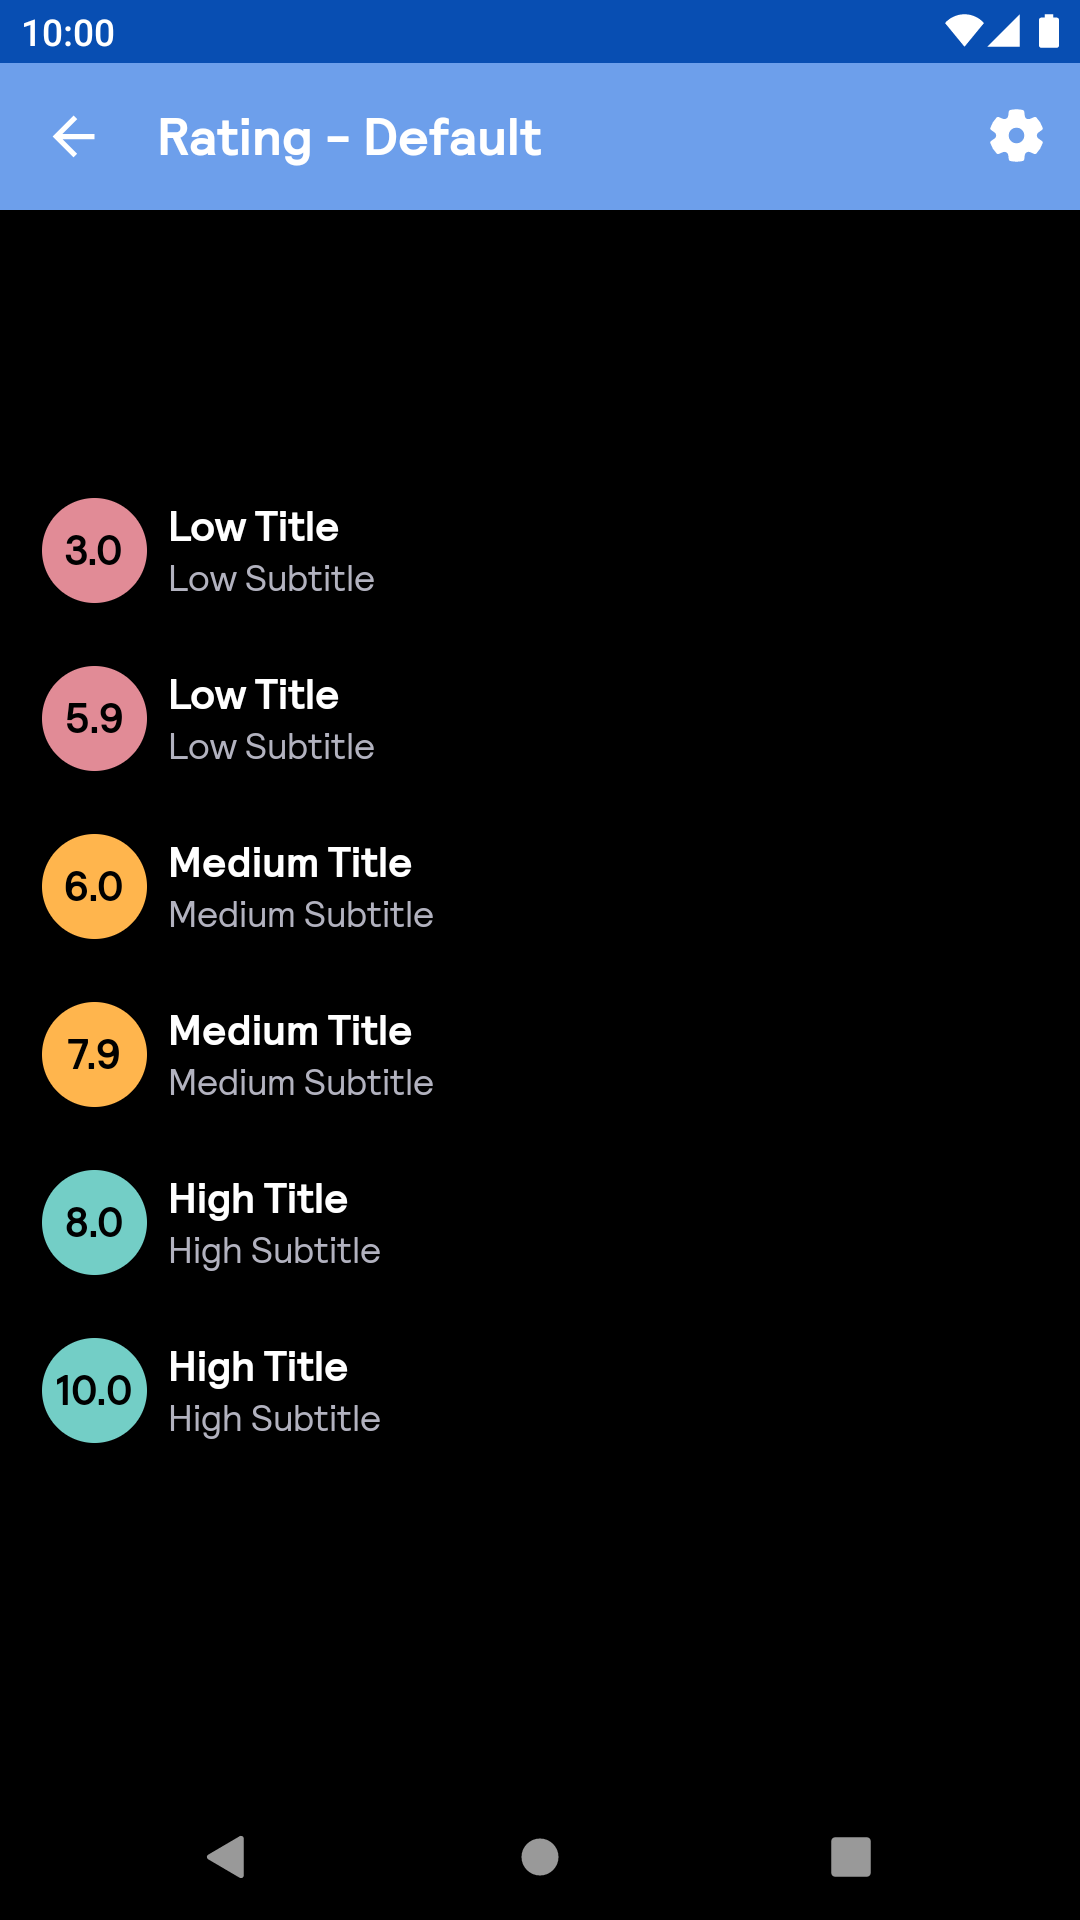 10:00
Rating – Default
3.0
Low Title
Low Subtitle
5.9
Low Title
Low Subtitle
6.0
Medium Title
Medium Subtitle
7.9
Medium Title
Medium Subtitle
8.0
High Title
High Subtitle
10.0
High Title
High Subtitle